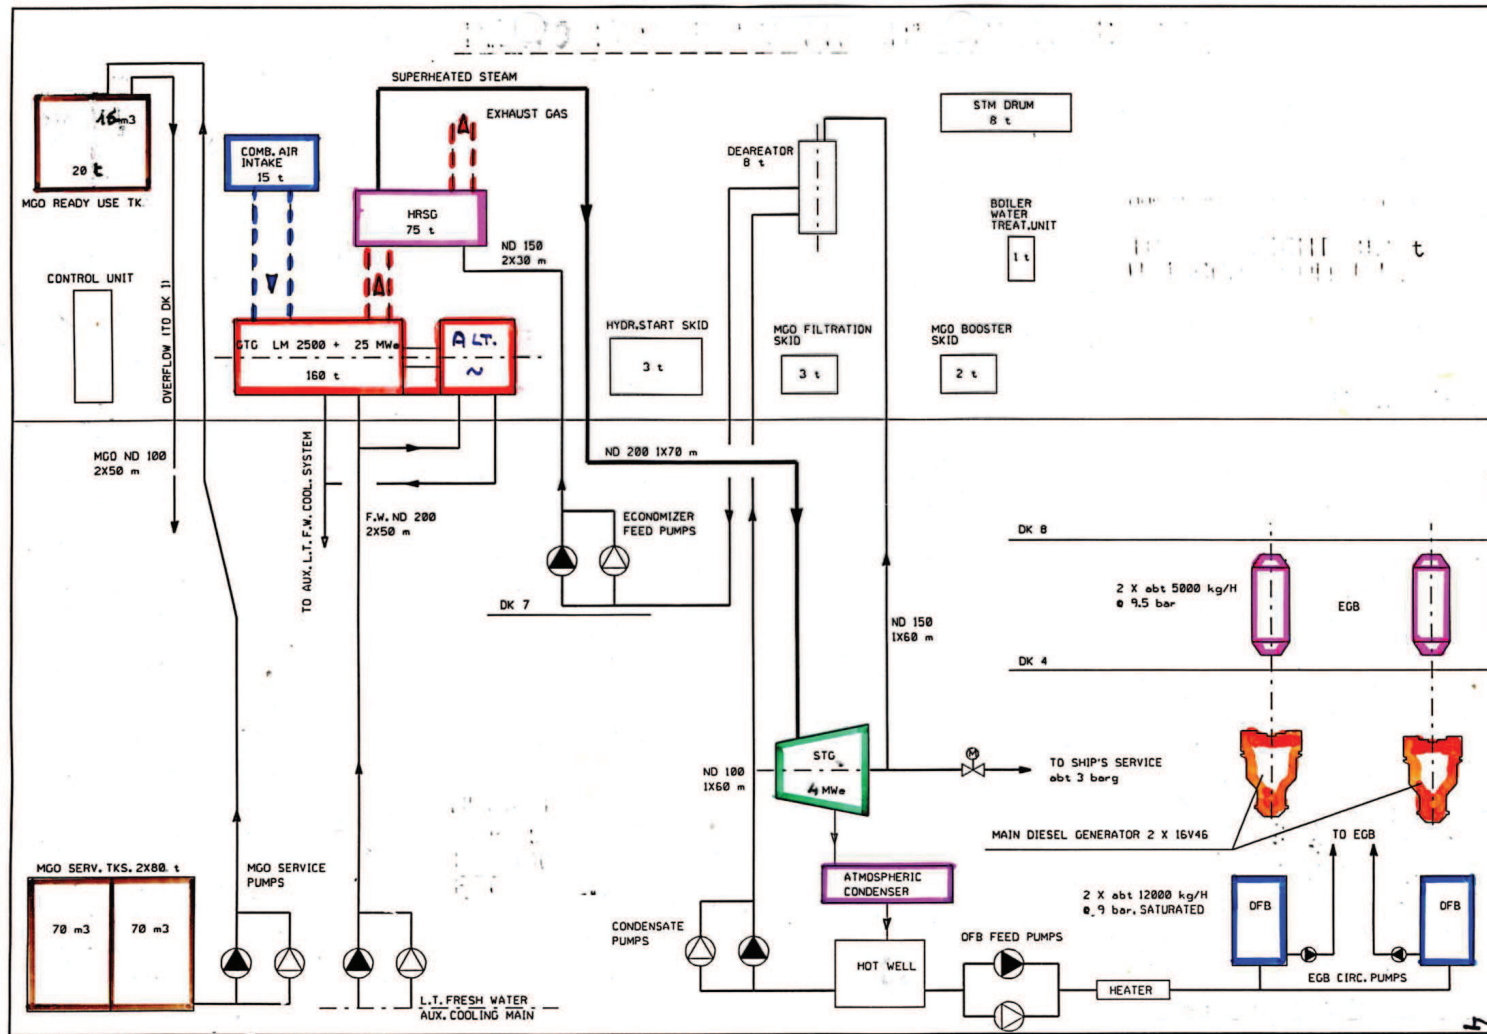 SUPERHEATED STEAM
EXHAUST GAS
15 m3
20 t
MGO READY USE TK.
COMB. AIR
INTAKE
15 t
HRSG
75 t
DEAREATOR
8 t
STM DRUM
8 t
BOILER
WATER
TREAT.UNIT
1 t
t
ND 150
2X30 m
CONTROL UNIT
OVERFLOW (TO DK 1)
GTG LM 2500 + 25 MWe
160 t
ALT.
~
HYDR.START SKID
3 t
MGO FILTRATION
SKID
3 t
MGO BOOSTER
SKID
2 t
MGO ND 100
2X50 m
TO AUX. L.T. F.W. COOL. SYSTEM
F.W. ND 200
2X50 m
ND 200 1X70 m
ECONOMIZER
FEED PUMPS
DK 7
DK 8
2 X abt 5000 kg/H
@ 9.5 bar
EGB
DK 4
ND 150
1X60 m
STG
4 MWe
ND 100
1X60 m
M
TO SHIP'S SERVICE
abt 3 barg
MAIN DIESEL GENERATOR 2 X 16V46
TO EGB
MGO SERV. TKS. 2X80 t
70 m3
70 m3
MGO SERVICE
PUMPS
L.T. FRESH WATER
AUX. COOLING MAIN
CONDENSATE
PUMPS
ATMOSPHERIC
CONDENSER
HOT WELL
OFB FEED PUMPS
HEATER
2 X abt 12000 kg/H
@ 9 bar. SATURATED
OFB
OFB
EGB CIRC. PUMPS
4